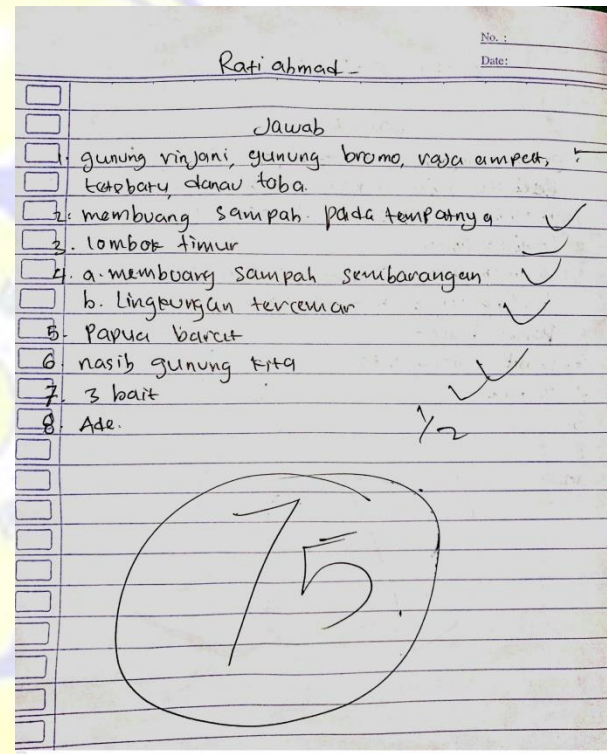 No. :
Date:
Rati ahmad -
Jawab
1. gunung rinjani, gunung bromo, raja ampat,
tetebatu, danau toba.
2. membuang sampah pada tempatnya
3. lombok timur
4. a. membuang sampah sembarangan
b. Lingkungan tercemar
5. Papua barat
6 nasib gunung kita
7. 3 bait
8. Ade.
1/2
75